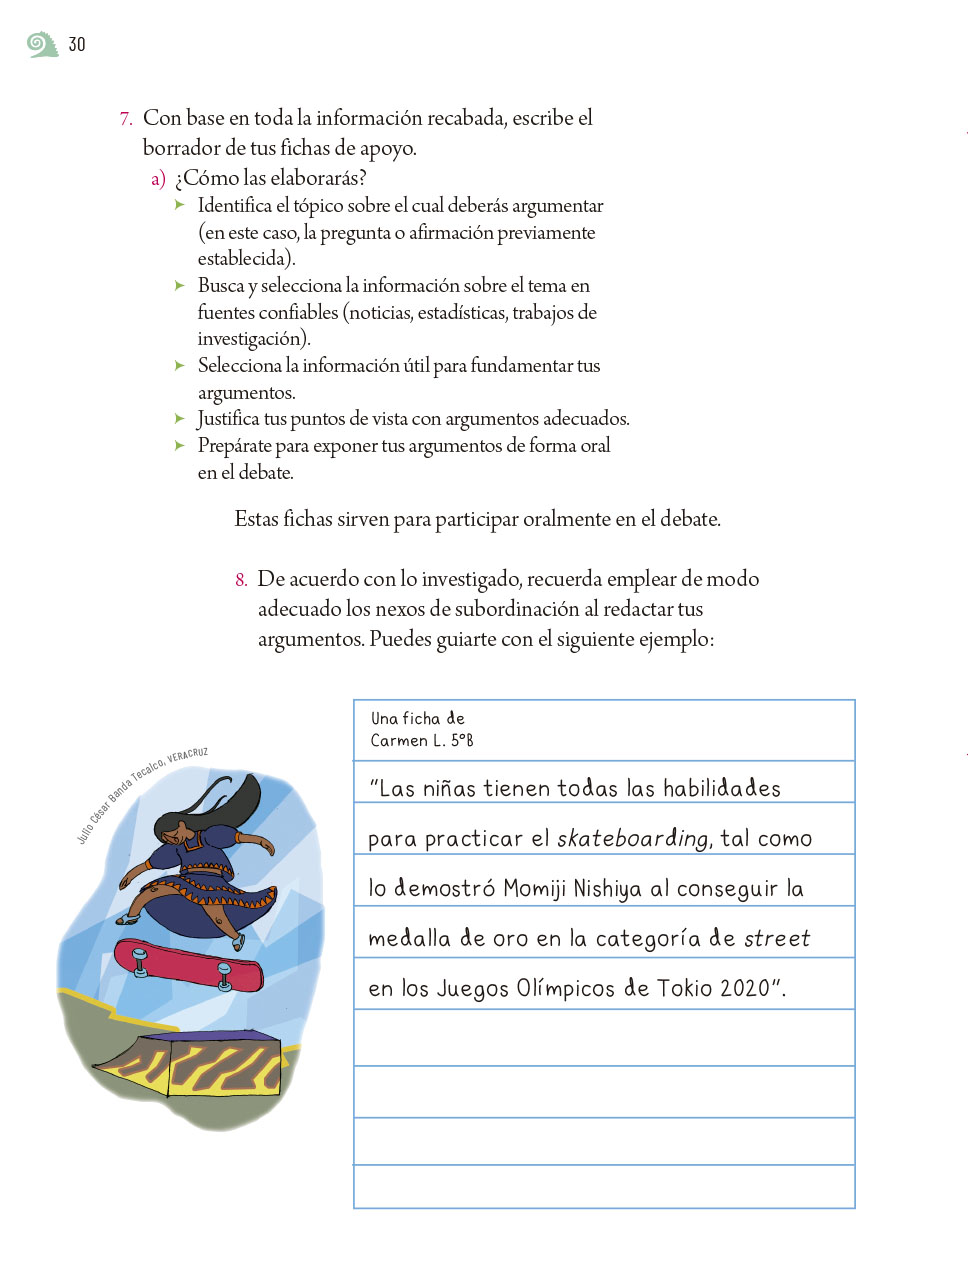 30
7. Con base en toda la información recabada, escribe el
borrador de tus fichas de apoyo.
a) ¿Cómo las elaborarás?
➤ Identifica el tópico sobre el cual deberás argumentar
(en este caso, la pregunta o afirmación previamente
establecida).
➤ Busca y selecciona la información sobre el tema en
fuentes confiables (noticias, estadísticas, trabajos de
investigación).
➤ Selecciona la información útil para fundamentar tus
argumentos.
➤ Justifica tus puntos de vista con argumentos adecuados.
➤ Prepárate para exponer tus argumentos de forma oral
en el debate.
Estas fichas sirven para participar oralmente en el debate.
8. De acuerdo con lo investigado, recuerda emplear de modo
adecuado los nexos de subordinación al redactar tus
argumentos. Puedes guiarte con el siguiente ejemplo:
Julio César Banda Tecalco, VERACRUZ
Una ficha de
Carmen L. 5°B
“Las niñas tienen todas las habilidades
para practicar el skateboarding, tal como
lo demostró Momiji Nishiya al conseguir la
medalla de oro en la categoría de street
en los Juegos Olímpicos de Tokio 2020”.